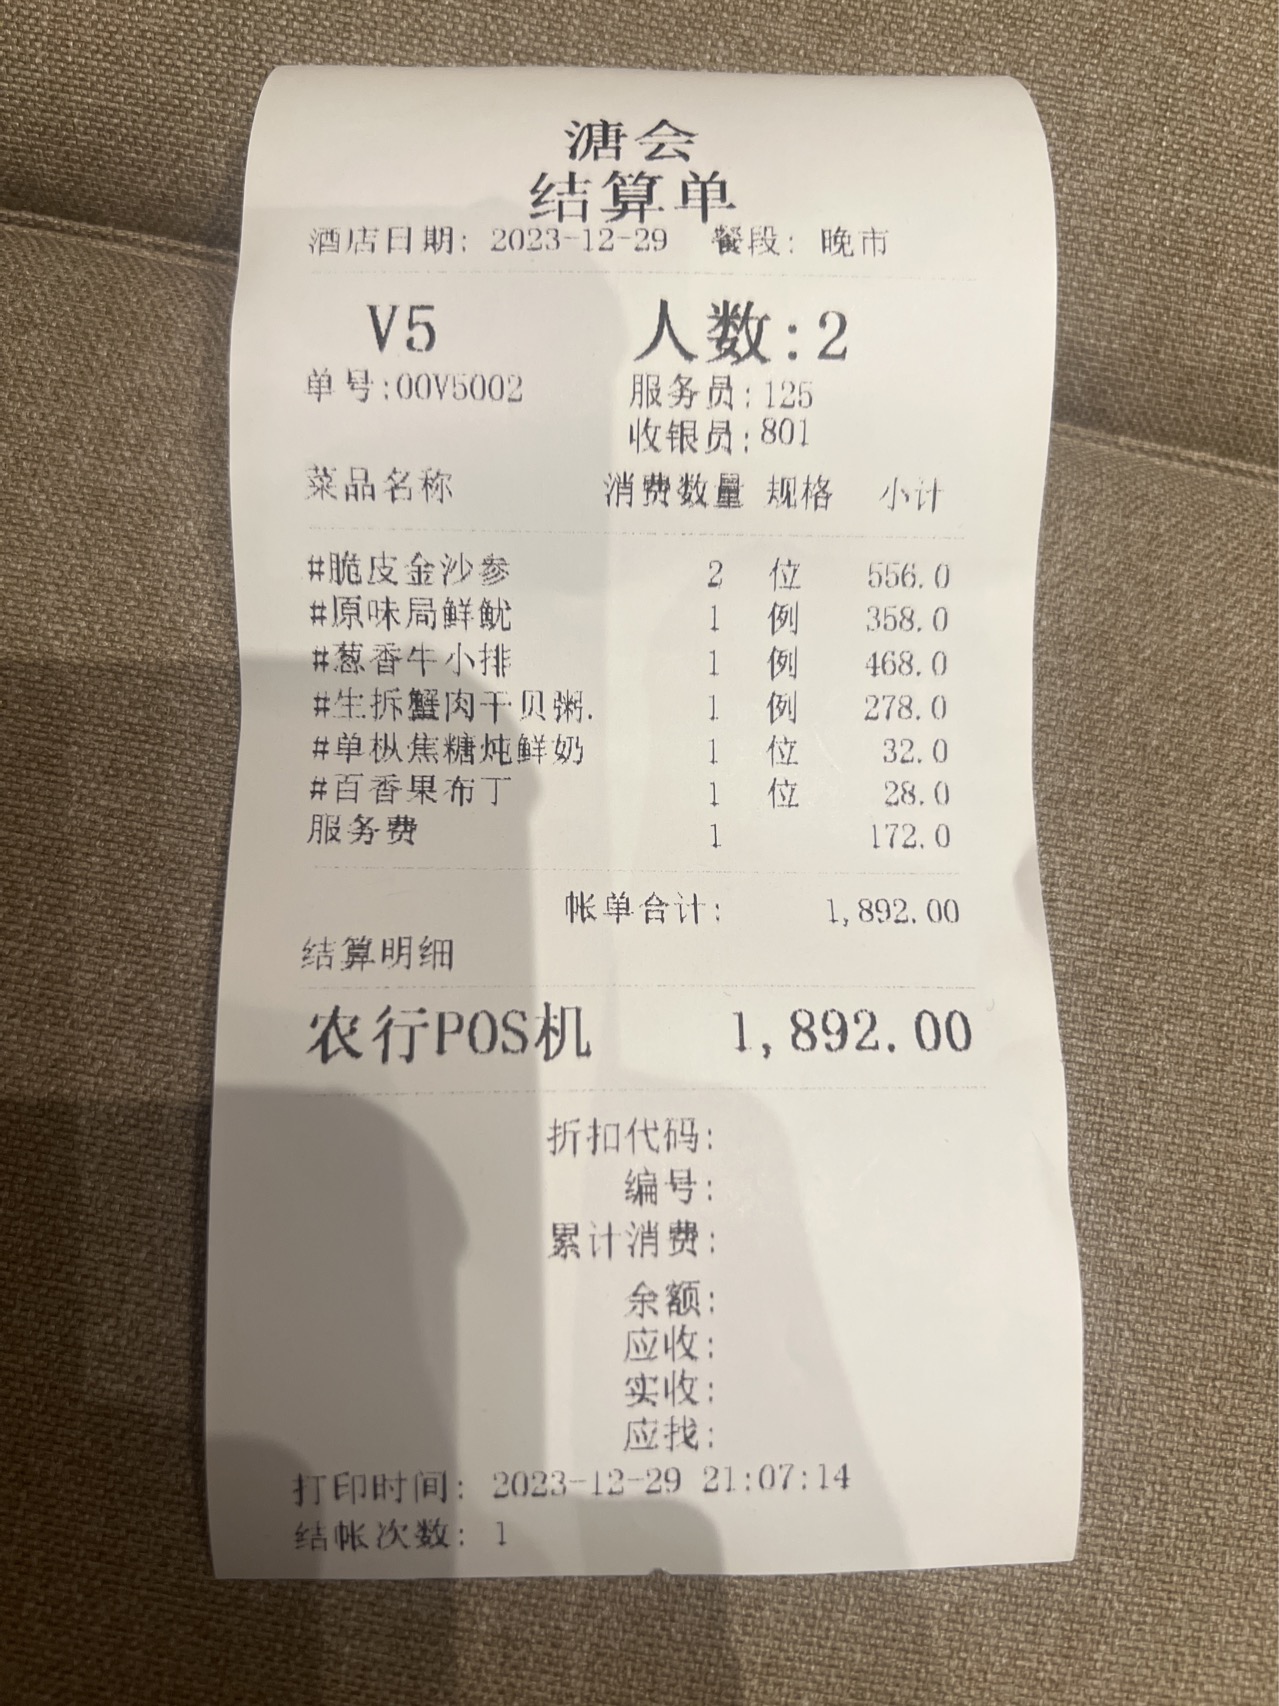 溏会
结算单
酒店日期: 2023-12-29 餐段: 晚市
V5 人数:2
单号:00V5002 服务员:125
收银员:801
菜品名称 消费数量 规格 小计
#脆皮金沙参 2 位 556.0
#原味局鲜鱿 1 例 358.0
#葱香牛小排 1 例 468.0
#生拆蟹肉干贝粥. 1 例 278.0
#单枞焦糖炖鲜奶 1 位 32.0
#百香果布丁 1 位 28.0
服务费 1 172.0
帐单合计: 1,892.00
结算明细
农行POS机 1,892.00
折扣代码:
编号:
累计消费:
余额:
应收:
实收:
应找:
打印时间: 2023-12-29 21:07:14
结帐次数: 1